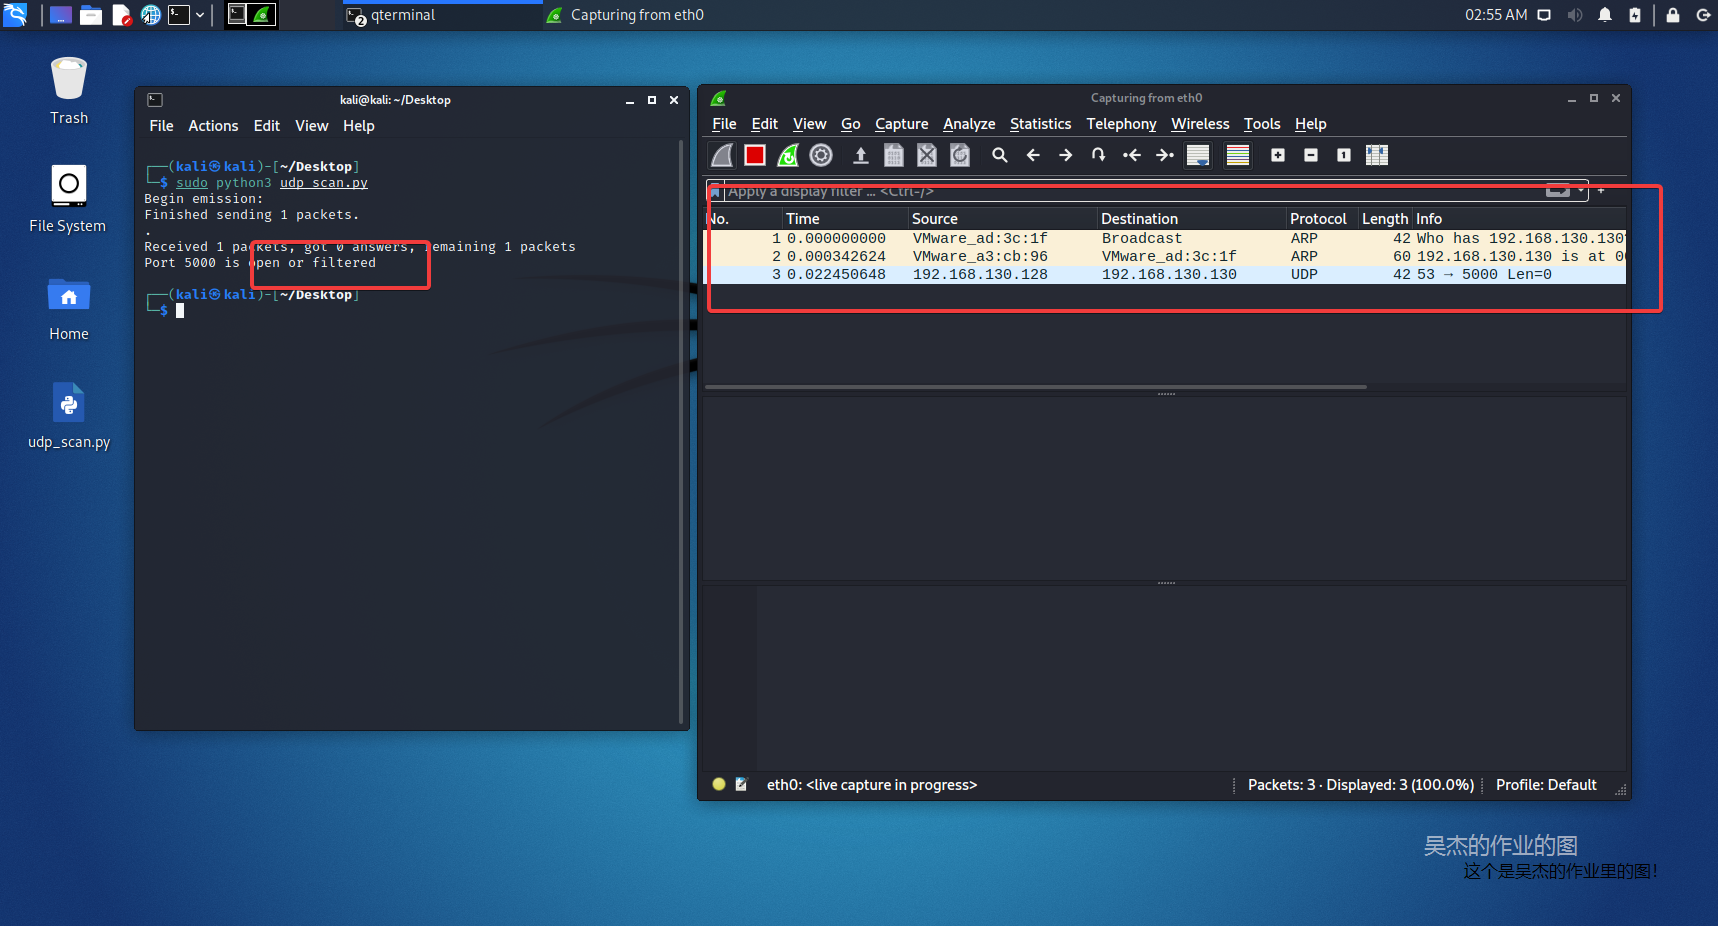 qterminal
Capturing from eth0
02:55 AM
Trash
File System
Home
udp_scan.py
kali@kali: ~/Desktop
File Actions Edit View Help
(kali㉿kali)-[~/Desktop]
$ sudo python3 udp_scan.py
Begin emission:
Finished sending 1 packets.
.
Received 1 packets, got 0 answers, remaining 1 packets
Port 5000 is open or filtered
(kali㉿kali)-[~/Desktop]
$
Capturing from eth0
File Edit View Go Capture Analyze Statistics Telephony Wireless Tools Help
Apply a display filter ... <Ctrl-/>
No. Time Source Destination Protocol Length Info
1 0.000000000 VMware_ad:3c:1f Broadcast ARP 42 Who has 192.168.130.130?
2 0.000342624 VMware_a3:cb:96 VMware_ad:3c:1f ARP 60 192.168.130.130 is at
3 0.022450648 192.168.130.128 192.168.130.130 UDP 42 53 → 5000 Len=0
eth0: <live capture in progress>
Packets: 3 · Displayed: 3 (100.0%)
Profile: Default
吴杰的作业的图
这个是吴杰的作业里的图!